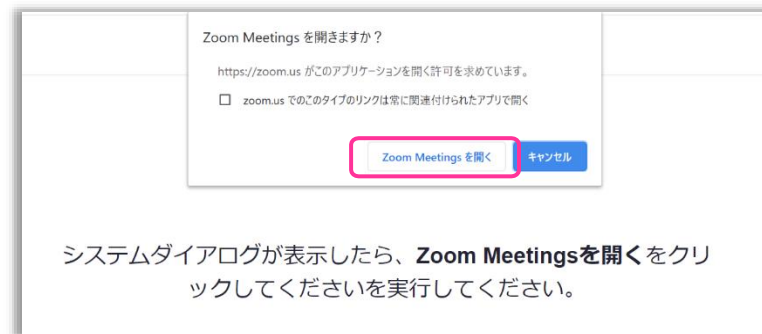 Zoom Meetings を開きますか？
https://zoom.us がこのアプリケーションを開く許可を求めています。
zoom.us でのこのタイプのリンクは常に関連付けられたアプリで開く
Zoom Meetings を開く キャンセル
システムダイアログが表示したら、Zoom Meetingsを開くをクリ
ックしてくださいを実行してください。